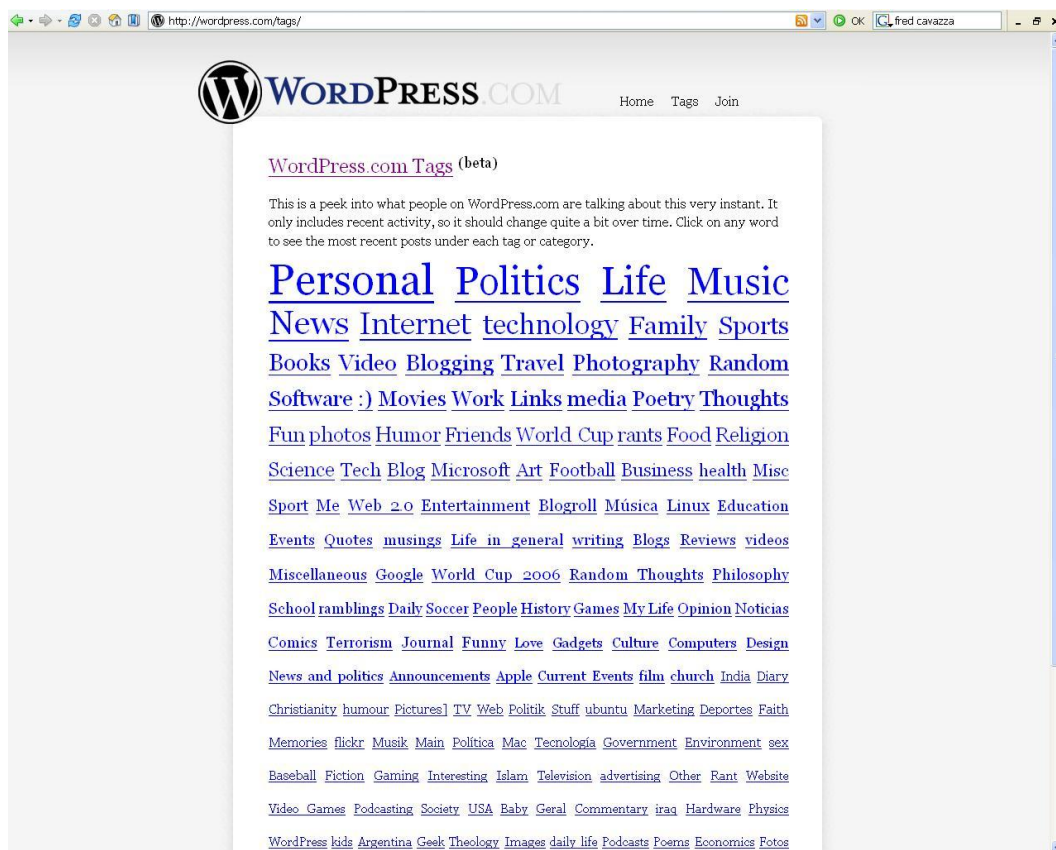 http://wordpress.com/tags/ OK fred cavazza
WORDPRESS.COM Home Tags Join
WordPress.com Tags (beta)
This is a peek into what people on WordPress.com are talking about this very instant. It
only includes recent activity, so it should change quite a bit over time. Click on any word
to see the most recent posts under each tag or category.
Personal Politics Life Music
News Internet technology Family Sports
Books Video Blogging Travel Photography Random
Software :) Movies Work Links media Poetry Thoughts
Fun photos Humor Friends World Cup rants Food Religion
Science Tech Blog Microsoft Art Football Business health Misc
Sport Me Web 2.0 Entertainment Blogroll Música Linux Education
Events Quotes musings Life in general writing Blogs Reviews videos
Miscellaneous Google World Cup 2006 Random Thoughts Philosophy
School ramblings Daily Soccer People History Games My Life Opinion Noticias
Comics Terrorism Journal Funny Love Gadgets Culture Computers Design
News and politics Announcements Apple Current Events film church India Diary
Christianity humour Pictures] TV Web Politik Stuff ubuntu Marketing Deportes Faith
Memories flickr Musik Main Política Mac Tecnología Government Environment sex
Baseball Fiction Gaming Interesting Islam Television advertising Other Rant Website
Video Games Podcasting Society USA Baby Geral Commentary iraq Hardware Physics
WordPress kids Argentina Geek Theology Images daily life Podcasts Poems Economics Fotos